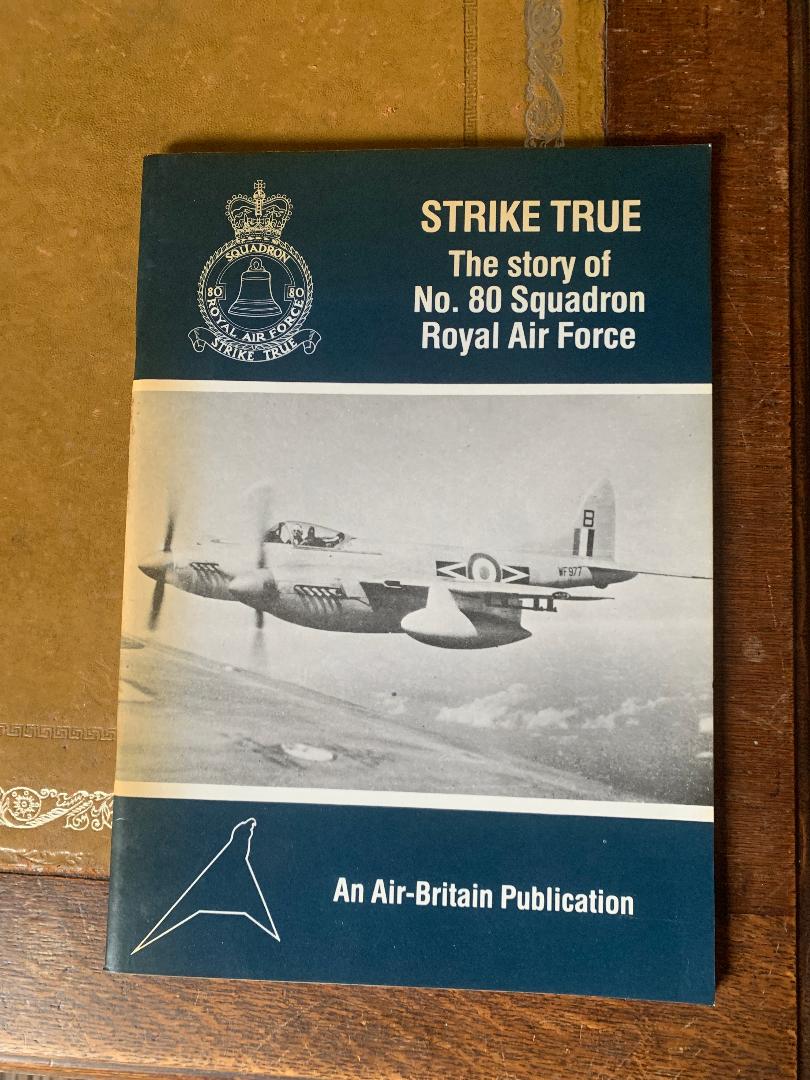 SQUADRON
80 80
ROYAL AIR FORCE
STRIKE TRUE
STRIKE TRUE
The story of
No. 80 Squadron
Royal Air Force
B
WF977
An Air-Britain Publication